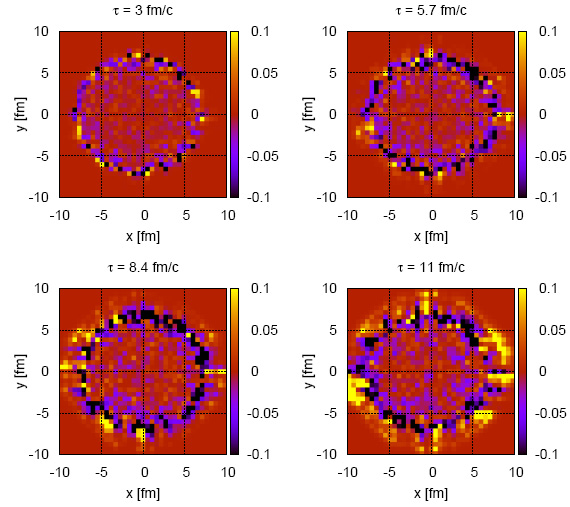 τ = 3 fm/c
τ = 5.7 fm/c
10
5
0
-5
-10
y [fm]
-10 -5 0 5 10
x [fm]
0.1
0.05
0
-0.05
-0.1
10
5
0
-5
-10
y [fm]
-10 -5 0 5 10
x [fm]
0.1
0.05
0
-0.05
-0.1
τ = 8.4 fm/c
τ = 11 fm/c
10
5
0
-5
-10
y [fm]
-10 -5 0 5 10
x [fm]
0.1
0.05
0
-0.05
-0.1
10
5
0
-5
-10
y [fm]
-10 -5 0 5 10
x [fm]
0.1
0.05
0
-0.05
-0.1